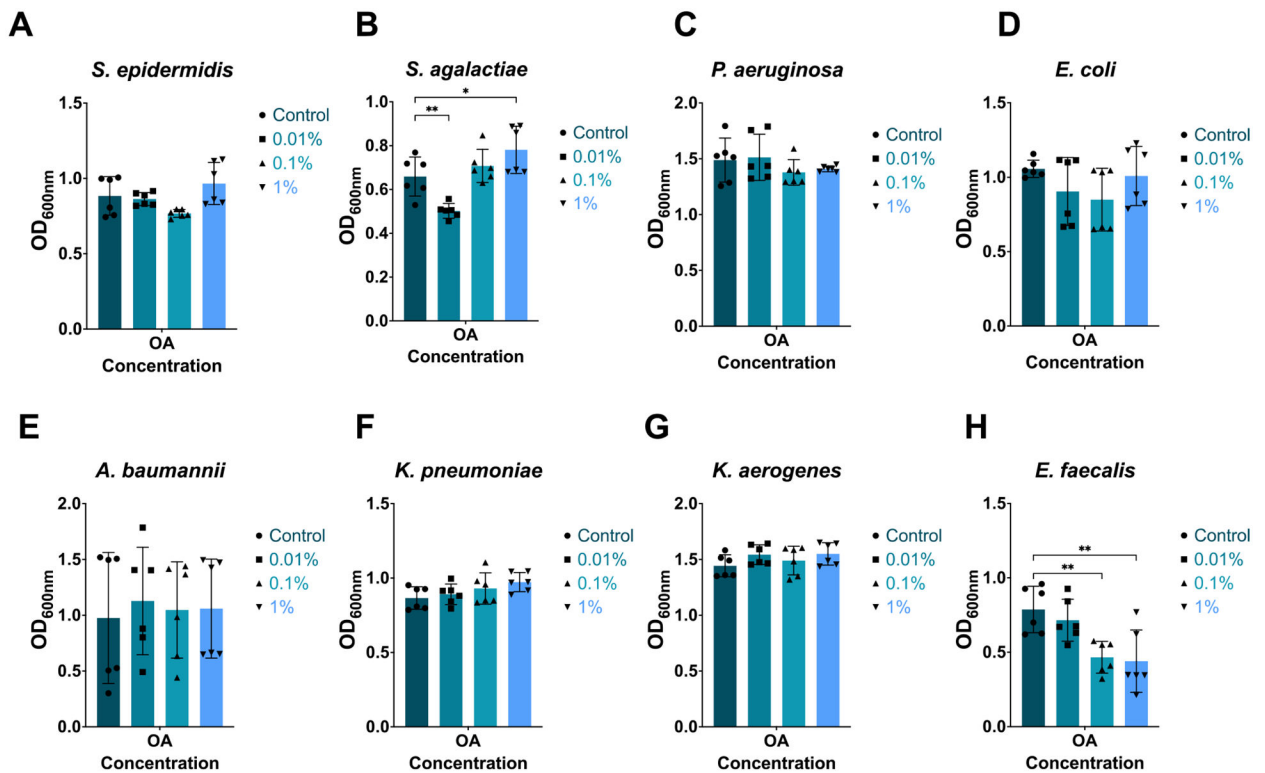 A
S. epidermidis
OD600nm
1.5
1.0
0.5
0.0
OA
Concentration
Control
0.01%
0.1%
1%
B
S. agalactiae
OD600nm
1.0
0.8
0.6
0.4
0.2
0.0
*
**
OA
Concentration
Control
0.01%
0.1%
1%
C
P. aeruginosa
OD600nm
2.0
1.5
1.0
0.5
0.0
OA
Concentration
Control
0.01%
0.1%
1%
D
E. coli
OD600nm
1.5
1.0
0.5
0.0
OA
Concentration
Control
0.01%
0.1%
1%
E
A. baumannii
OD600nm
2.0
1.5
1.0
0.5
0.0
OA
Concentration
Control
0.01%
0.1%
1%
F
K. pneumoniae
OD600nm
1.5
1.0
0.5
0.0
OA
Concentration
Control
0.01%
0.1%
1%
G
K. aerogenes
OD600nm
2.0
1.5
1.0
0.5
0.0
OA
Concentration
Control
0.01%
0.1%
1%
H
E. faecalis
OD600nm
1.5
1.0
0.5
0.0
**
**
OA
Concentration
Control
0.01%
0.1%
1%